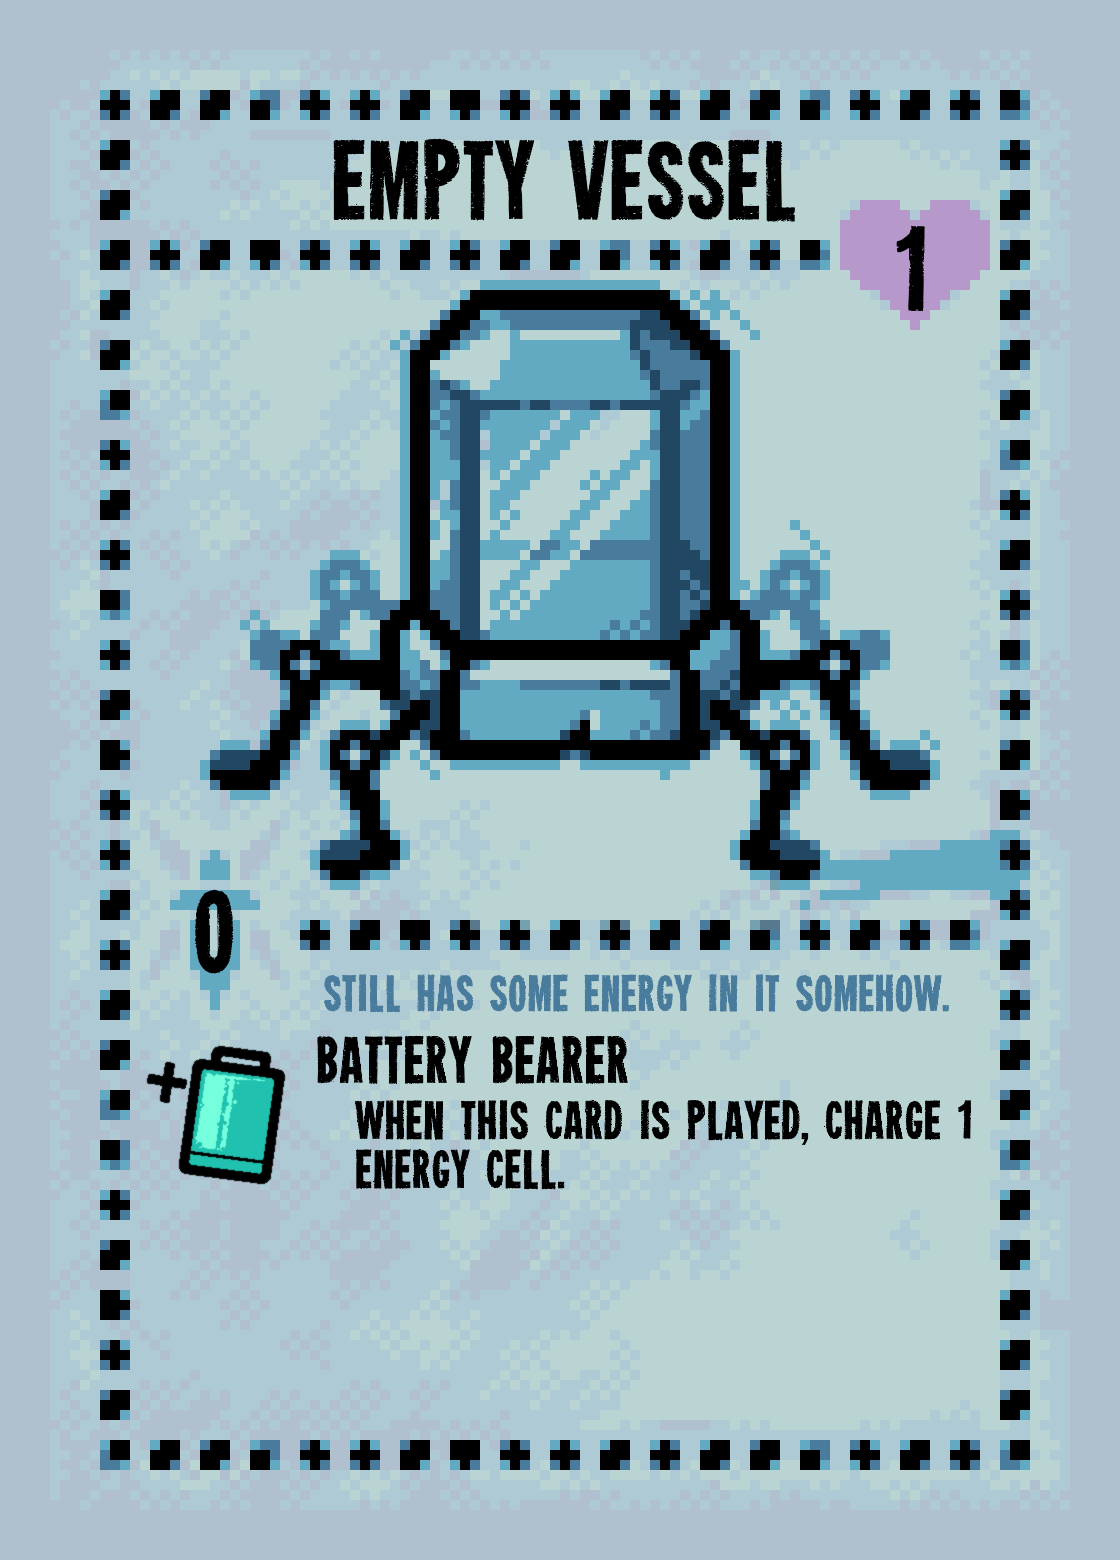 EMPTY VESSEL
1
0
STILL HAS SOME ENERGY IN IT SOMEHOW.
BATTERY BEARER
WHEN THIS CARD IS PLAYED, CHARGE 1
ENERGY CELL.